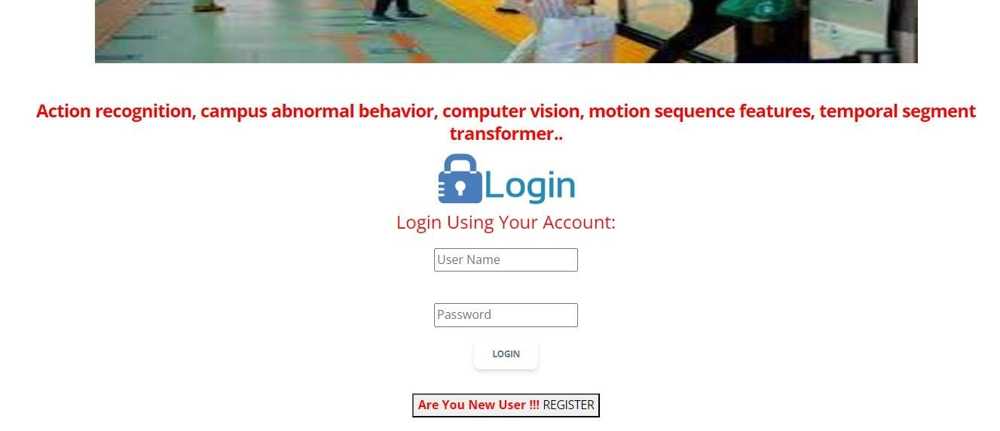 Action recognition, campus abnormal behavior, computer vision, motion sequence features, temporal segment
transformer..
Login
Login Using Your Account:
User Name
Password
LOGIN
Are You New User !!! REGISTER